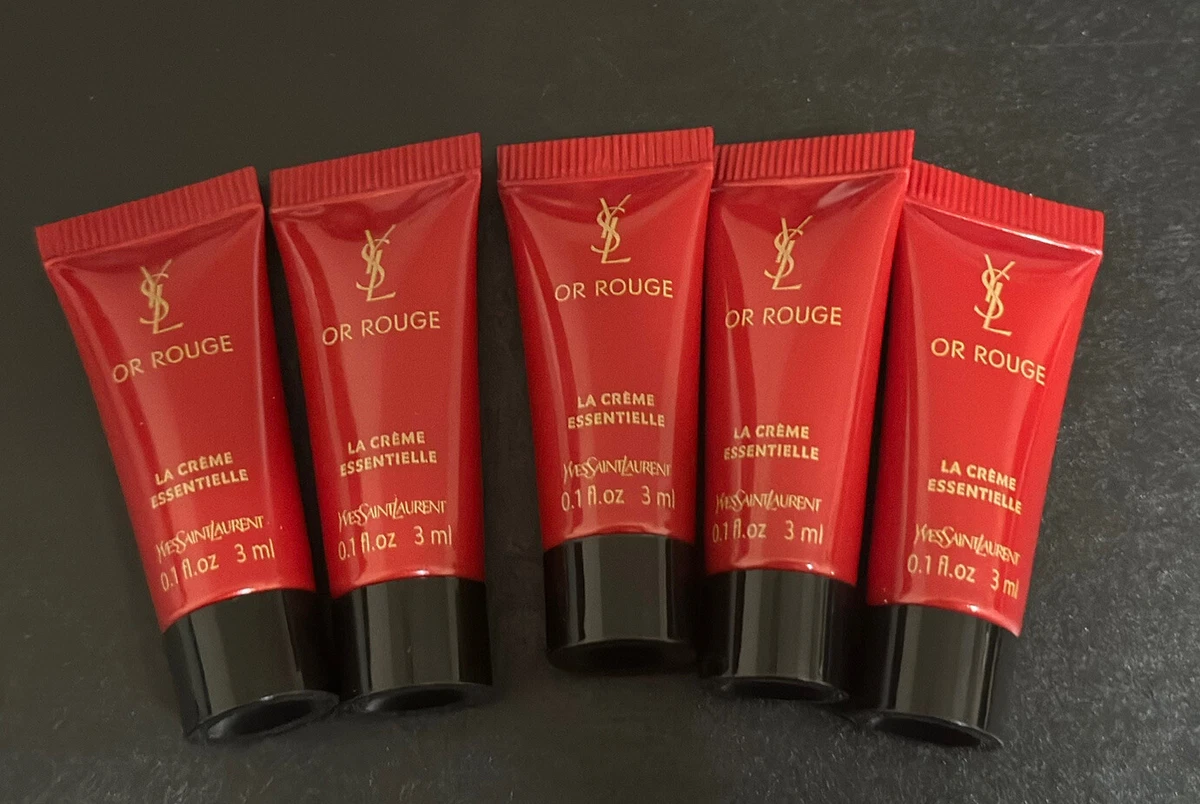 YSL
OR ROUGE
LA CRÈME
ESSENTIELLE
YVESSAINTLAURENT
0.1 fl.oz 3 ml
YSL
OR ROUGE
LA CRÈME
ESSENTIELLE
YVESSAINTLAURENT
0.1 fl.oz 3 ml
YSL
OR ROUGE
LA CRÈME
ESSENTIELLE
YVESSAINTLAURENT
0.1 fl.oz 3 ml
YSL
OR ROUGE
LA CRÈME
ESSENTIELLE
YVESSAINTLAURENT
0.1 fl.oz 3 ml
YSL
OR ROUGE
LA CRÈME
ESSENTIELLE
YVESSAINTLAURENT
0.1 fl.oz 3 ml